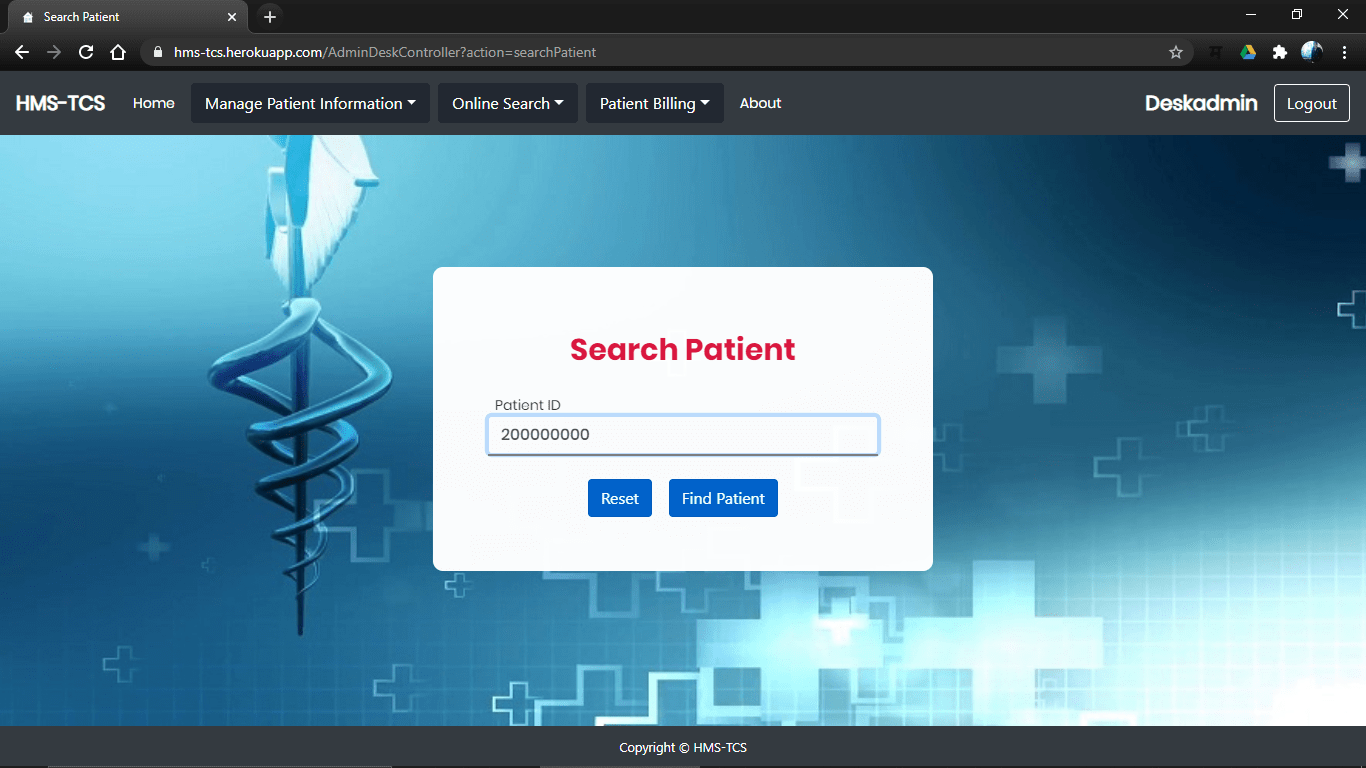 Search Patient
hms-tcs.herokuapp.com/AdminDeskController?action=searchPatient
HMS-TCS Home Manage Patient Information Online Search Patient Billing About Deskadmin Logout
Search Patient
Patient ID
200000000
Reset Find Patient
Copyright © HMS-TCS